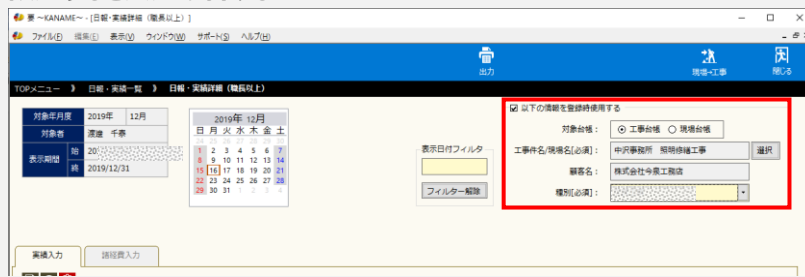 要 ～KANAME～ - [日報・実績詳細（職長以上）]
ファイル(F) 編集(E) 表示(V) ウィンドウ(W) サポート(S) ヘルプ(H)
出力 現場→工事 閉じる
TOPメニュー 》 日報・実績一覧 》 日報・実績詳細（職長以上）
対象年月度 2019年 12月
対象者 渡邉 千泰
表示期間 始 20
終 2019/12/31
2019年 12月
日 月 火 水 木 金 土
1 2 3 4 5 6 7
8 9 10 11 12 13 14
15 16 17 18 19 20 21
22 23 24 25 26 27 28
29 30 31 1 2 3 4
表示日付フィルタ
フィルター解除
以下の情報を登録時使用する
対象台帳： 工事台帳 現場台帳
工事件名/現場名[必須]： 中沢事務所 照明修繕工事 選択
顧客名： 株式会社今泉工務店
種別[必須]：
実績入力 諸経費入力